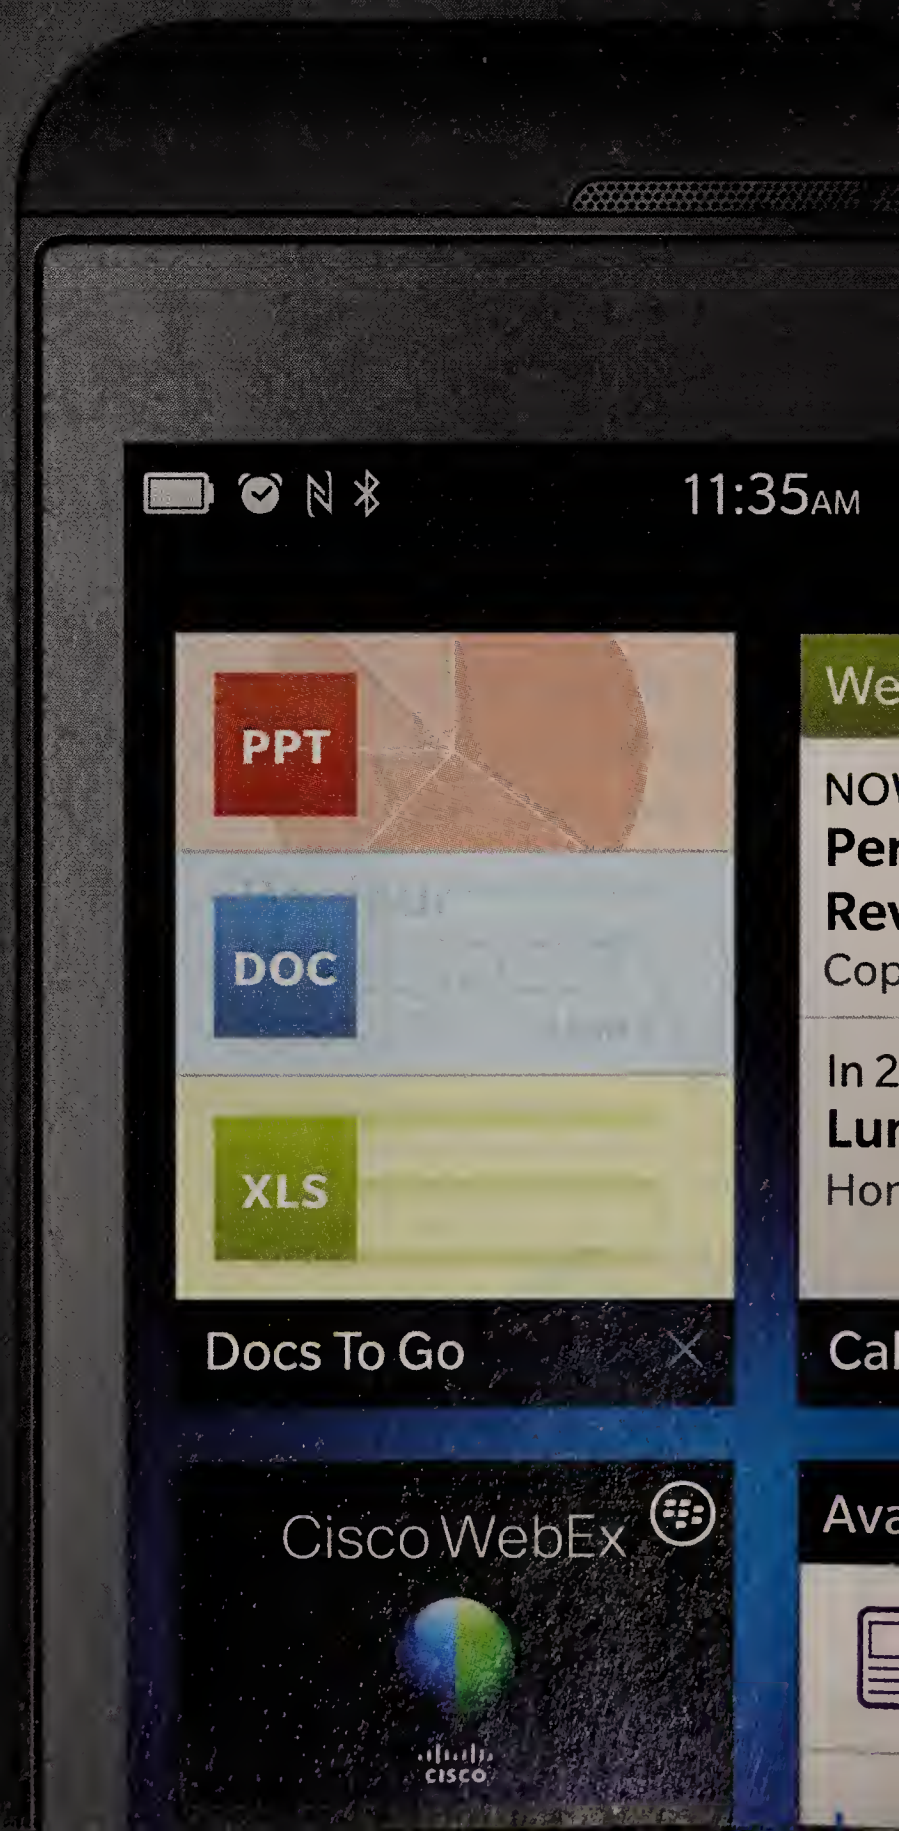 11:35AM
PPT
DOC
XLS
Docs To Go
We
NOW
Per
Rev
Cop
In 2
Lun
Hor
Cal
Cisco WebEx
CISCO
Ava